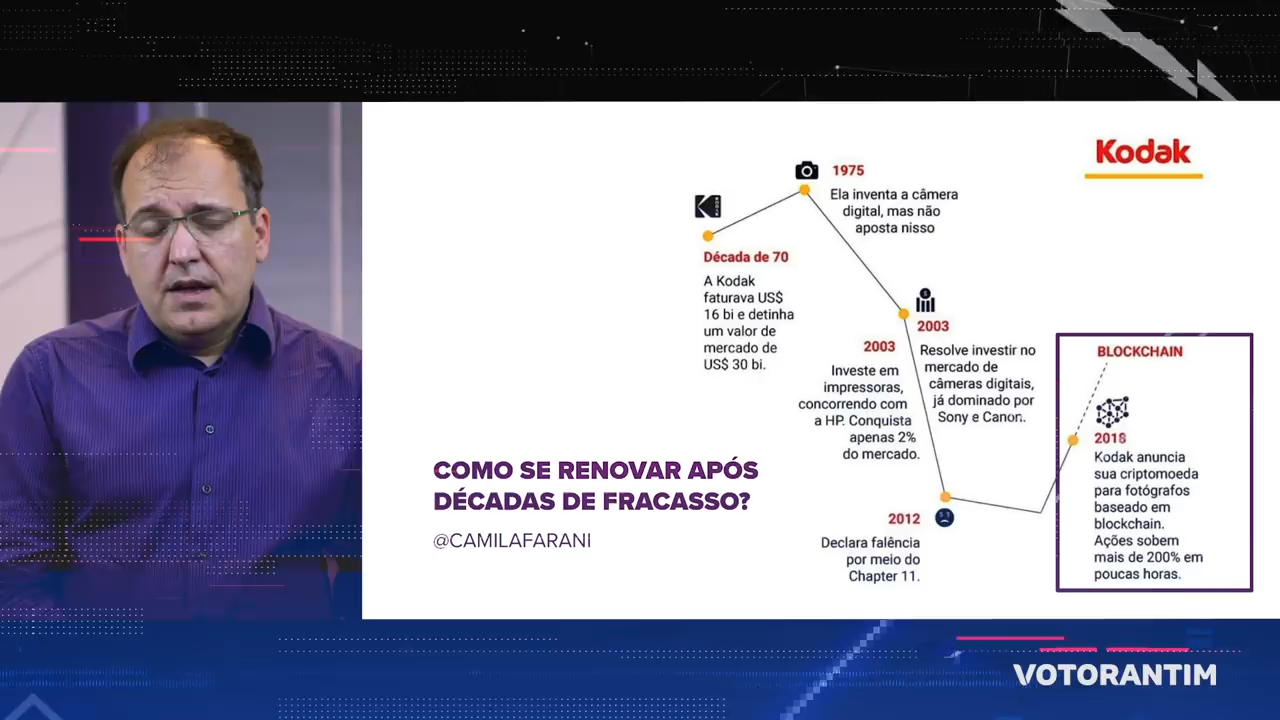 Kodak
1975
Ela inventa a câmera
digital, mas não
aposta nisso
Década de 70
A Kodak
faturava US$
16 bi e detinha
um valor de
mercado de
US$ 30 bi.
2003
Resolve investir no
mercado de
câmeras digitais,
já dominado por
Sony e Canon.
2003
Investe em
impressoras,
concorrendo com
a HP. Conquista
apenas 2%
do mercado.
2012
Declara falência
por meio do
Chapter 11.
BLOCKCHAIN
2018
Kodak anuncia
sua criptomoeda
para fotógrafos
baseado em
blockchain.
Ações sobem
mais de 200% em
poucas horas.
COMO SE RENOVAR APÓS
DÉCADAS DE FRACASSO?
@CAMILAFARANI
VOTORANTIM